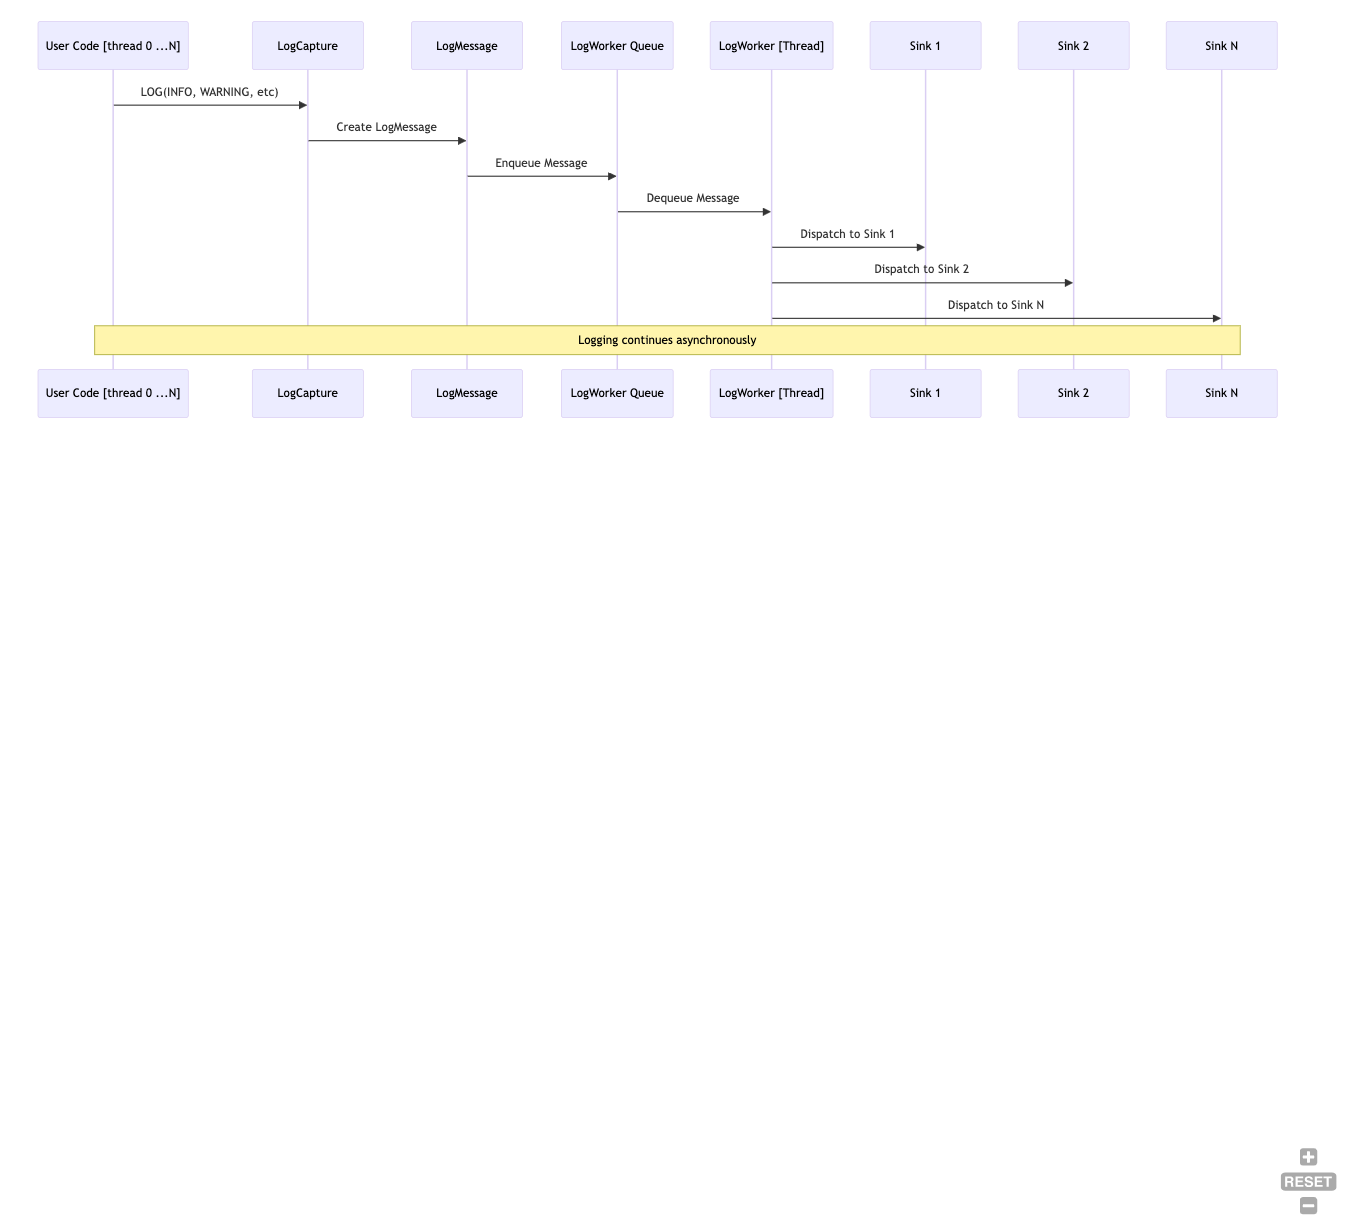 User Code [thread 0 ...N]
LogCapture
LogMessage
LogWorker Queue
LogWorker [Thread]
Sink 1
Sink 2
Sink N
LOG(INFO, WARNING, etc)
Create LogMessage
Enqueue Message
Dequeue Message
Dispatch to Sink 1
Dispatch to Sink 2
Dispatch to Sink N
Logging continues asynchronously
User Code [thread 0 ...N]
LogCapture
LogMessage
LogWorker Queue
LogWorker [Thread]
Sink 1
Sink 2
Sink N
RESET